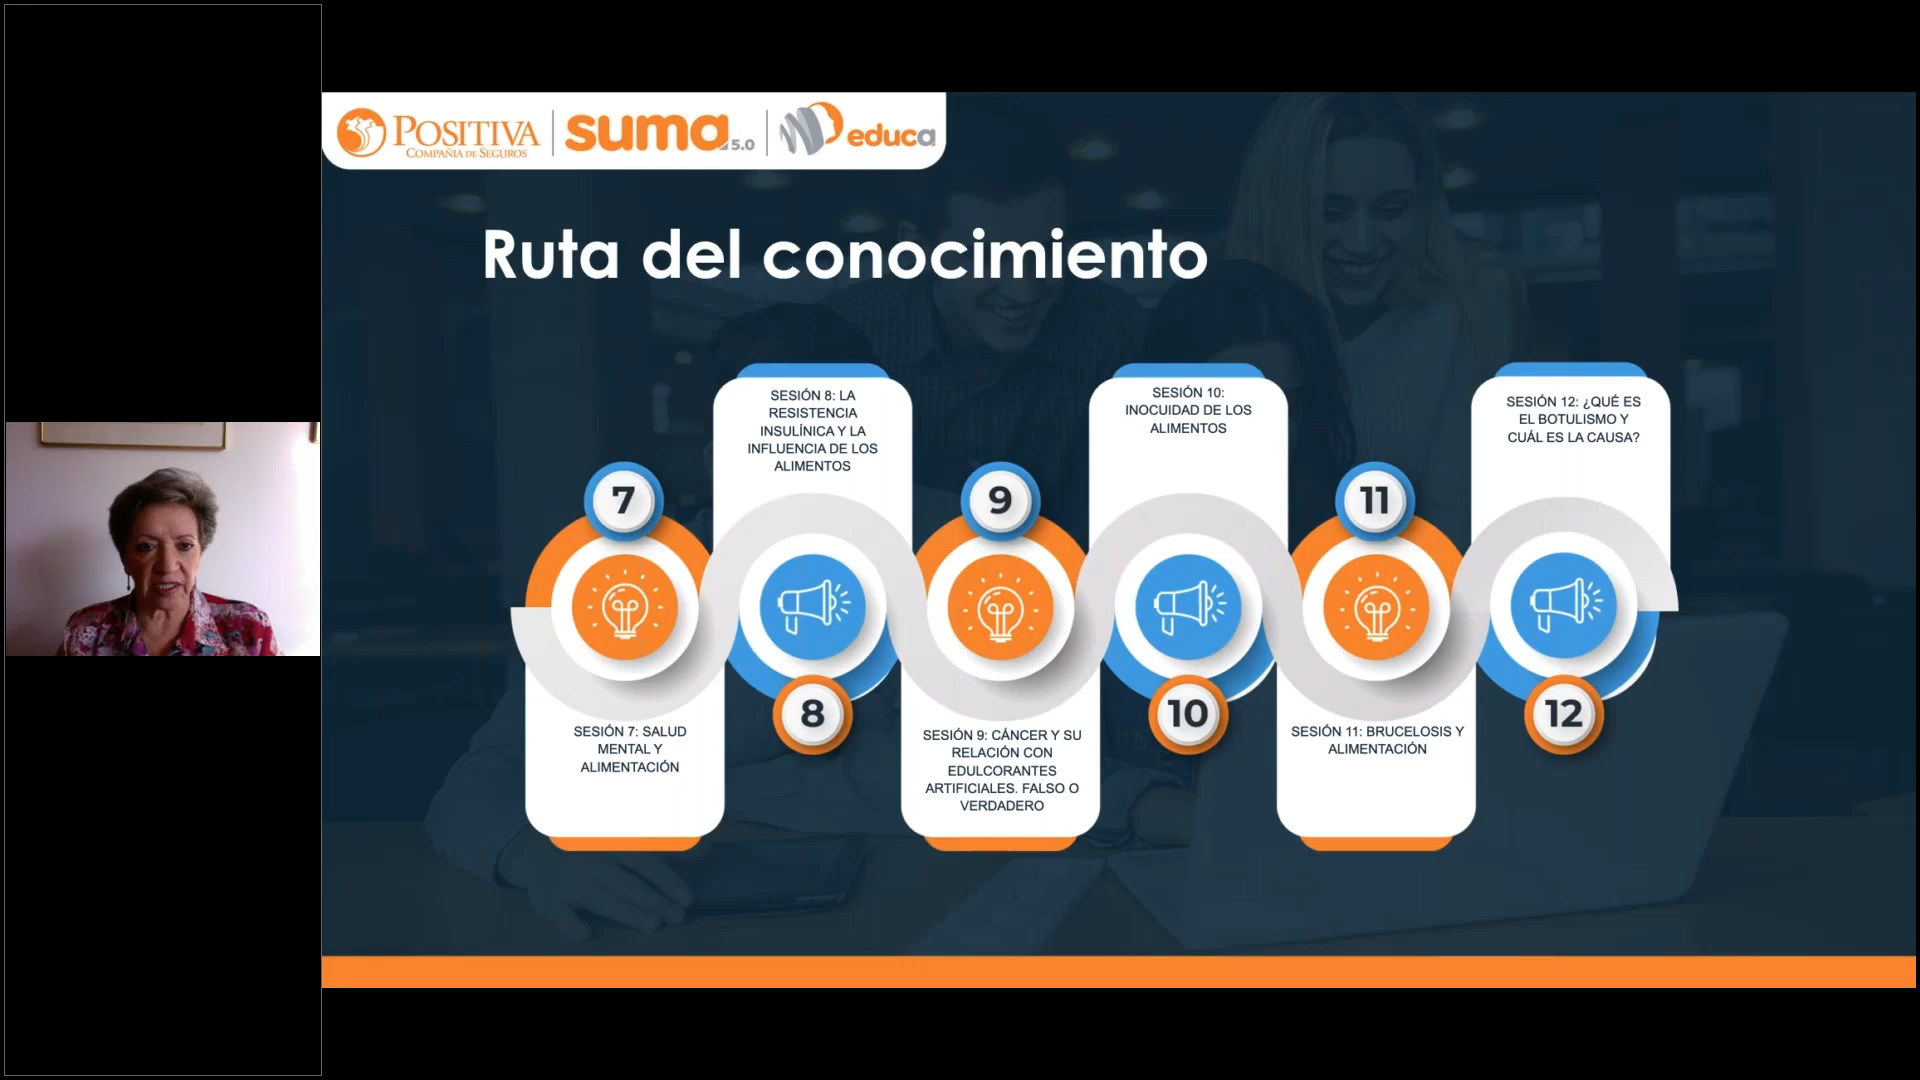 POSITIVA
COMPAÑIA DE SEGUROS
suma 5.0
educa
Ruta del conocimiento
7
SESIÓN 7: SALUD
MENTAL Y
ALIMENTACIÓN
SESIÓN 8: LA
RESISTENCIA
INSULÍNICA Y LA
INFLUENCIA DE LOS
ALIMENTOS
8
9
SESIÓN 9: CÁNCER Y SU
RELACIÓN CON
EDULCORANTES
ARTIFICIALES. FALSO O
VERDADERO
SESIÓN 10:
INOCUIDAD DE LOS
ALIMENTOS
10
11
SESIÓN 11: BRUCELOSIS Y
ALIMENTACIÓN
SESIÓN 12: ¿QUÉ ES
EL BOTULISMO Y
CUÁL ES LA CAUSA?
12